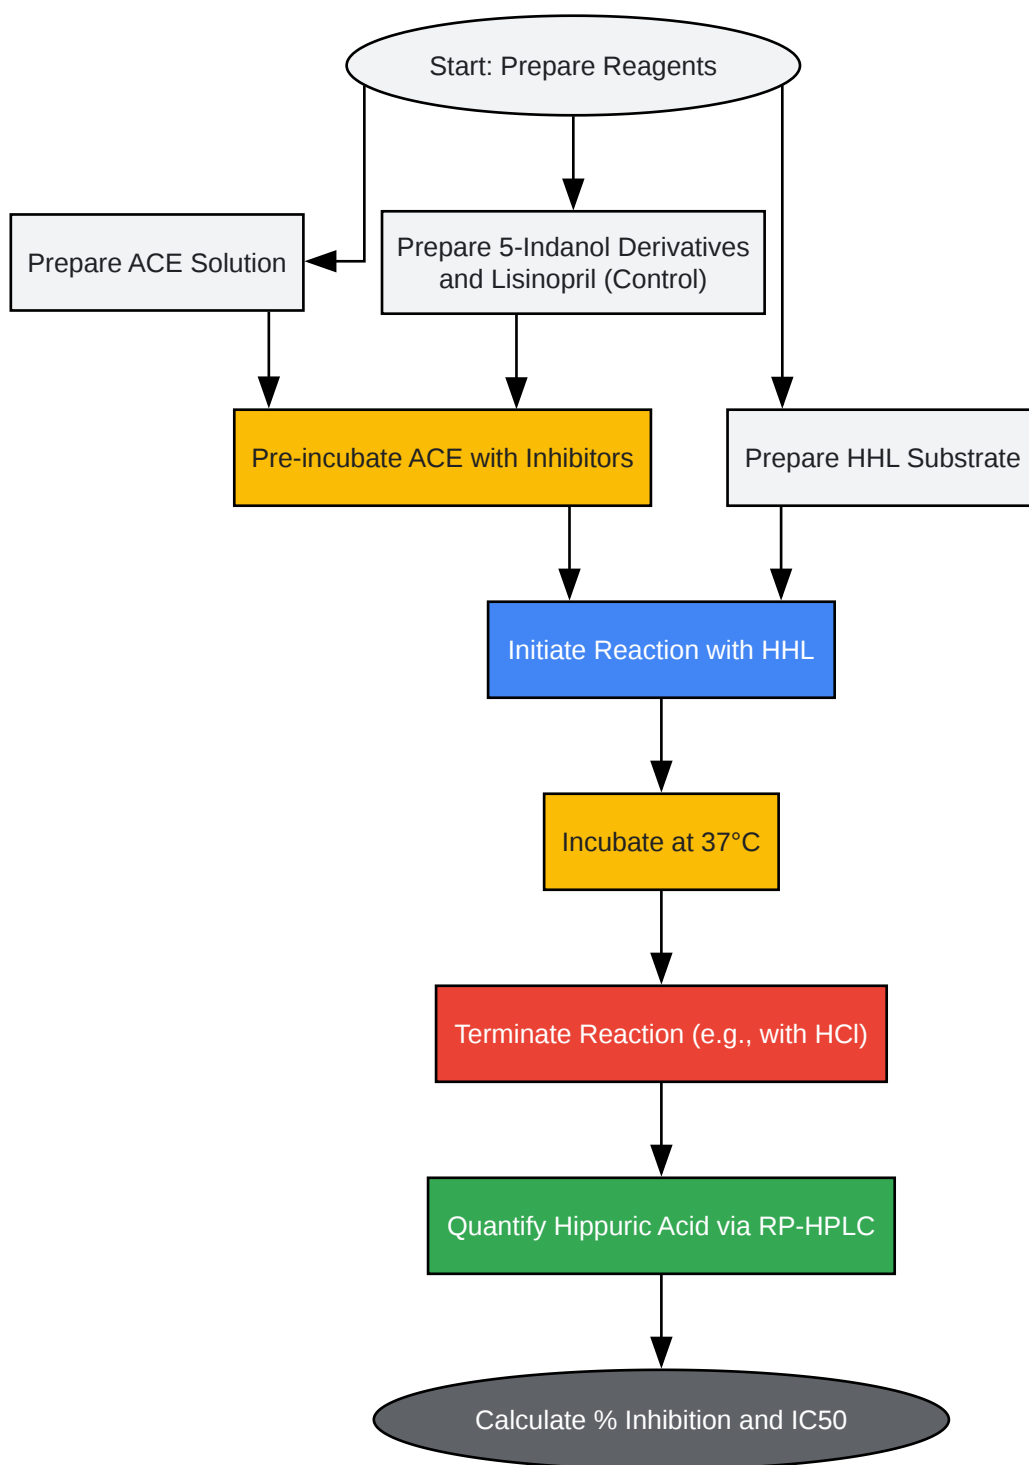 Start: Prepare Reagents
Prepare ACE Solution
Prepare 5-Indanol Derivatives
and Lisinopril (Control)
Pre-incubate ACE with Inhibitors
Prepare HHL Substrate
Initiate Reaction with HHL
Incubate at 37°C
Terminate Reaction (e.g., with HCl)
Quantify Hippuric Acid via RP-HPLC
Calculate % Inhibition and IC50